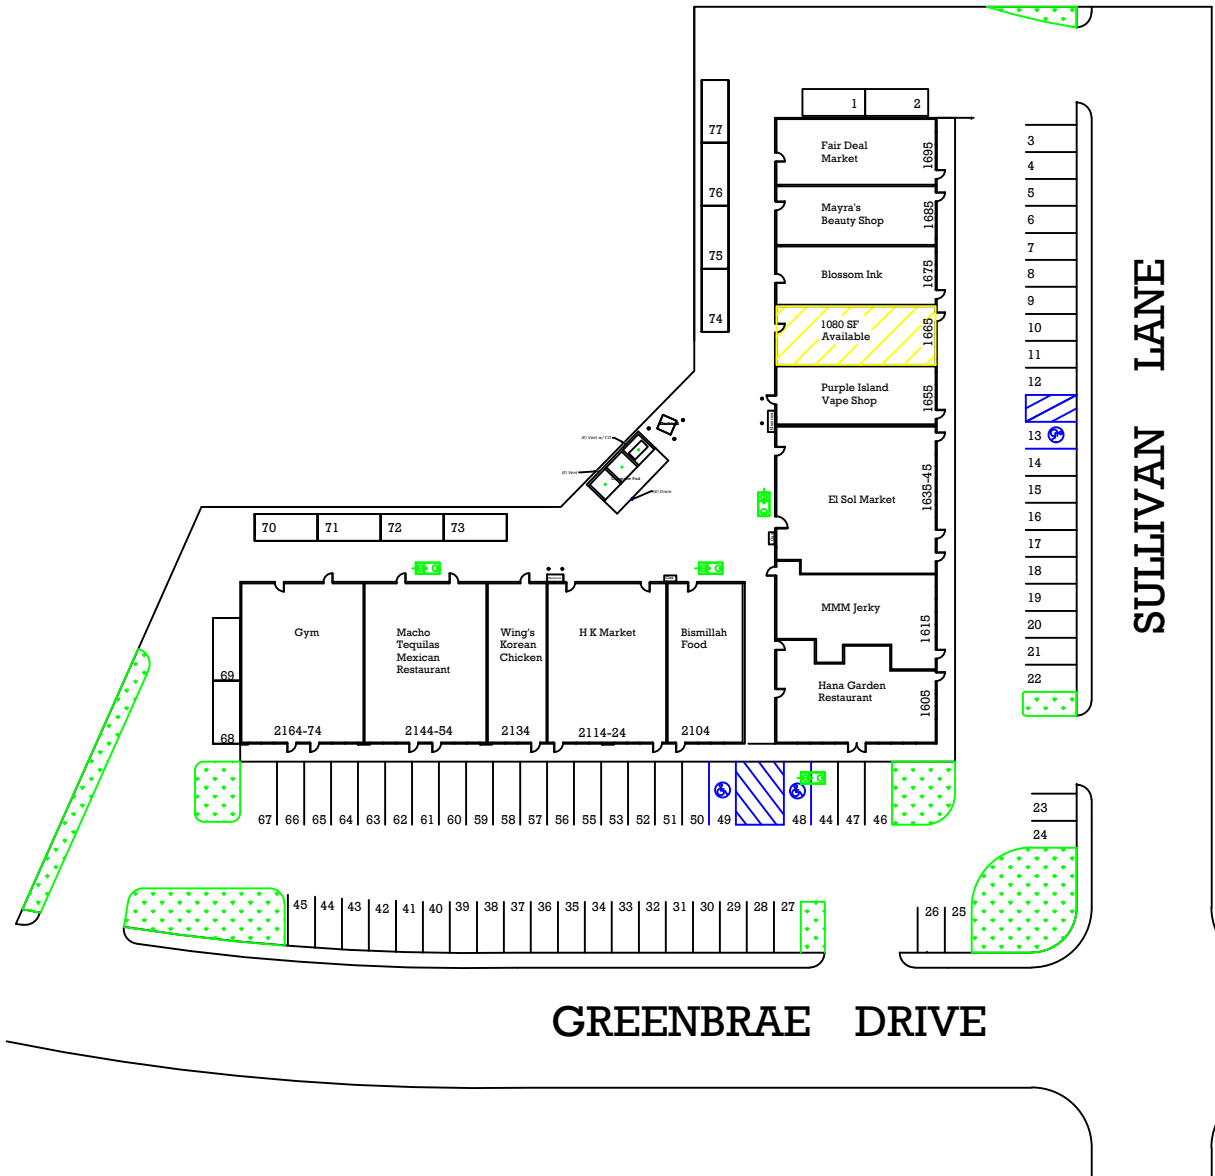 1 2
77
76
75
74
Fair Deal
Market
1695
Mayra's
Beauty Shop
1685
Blossom Ink
1675
1080 SF
Available
1665
Purple Island
Vape Shop
1655
El Sol Market
1635-45
MMM Jerky
1615
Hana Garden
Restaurant
1605
3
4
5
6
7
8
9
10
11
12
13
14
15
16
17
18
19
20
21
22
23
24
SULLIVAN LANE
(E) Vent w/ CO
(E) Vent
(E) Drain
70 71 72 73
Gym
2164-74
Macho
Tequilas
Mexican
Restaurant
2144-54
Wing's
Korean
Chicken
2134
H K Market
2114-24
Bismillah
Food
2104
69
68
67 66 65 64 63 62 61 60 59 58 57 56 55 53 52 51 50 49 48 44 47 46
45 44 43 42 41 40 39 38 37 36 35 34 33 32 31 30 29 28 27
26 25
GREENBRAE DRIVE